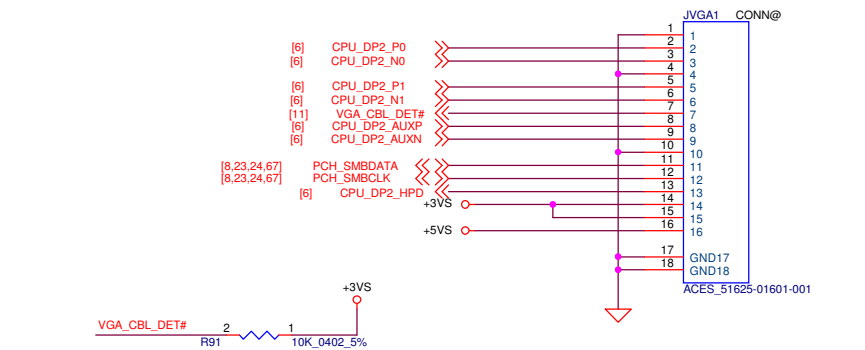 JVGA1 CONN@
1 1
[6] CPU_DP2_P0 2 2
[6] CPU_DP2_N0 3 3
4 4
[6] CPU_DP2_P1 5 5
[6] CPU_DP2_N1 6 6
[11] VGA_CBL_DET# 7 7
[6] CPU_DP2_AUXP 8 8
[6] CPU_DP2_AUXN 9 9
10 10
[8,23,24,67] PCH_SMBDATA 11 11
[8,23,24,67] PCH_SMBCLK 12 12
[6] CPU_DP2_HPD 13 13
+3VS 14 14
15 15
+5VS 16 16
17 GND17
18 GND18
ACES_51625-01601-001
+3VS
VGA_CBL_DET# 2 1
R91 10K_0402_5%